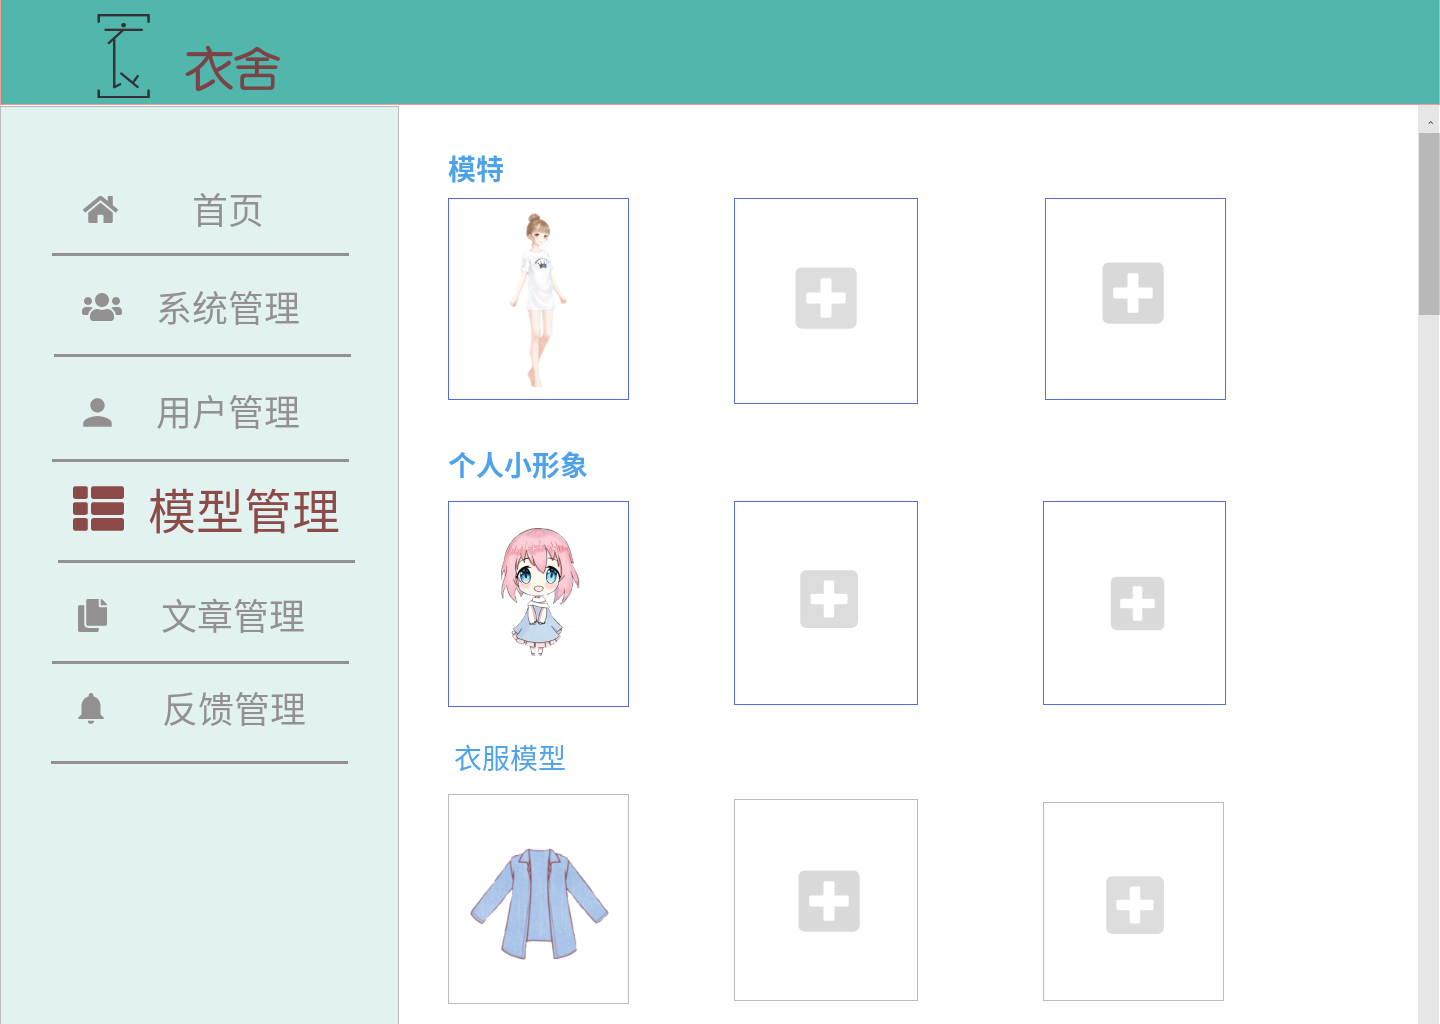 衣舍
首页
系统管理
用户管理
模型管理
文章管理
反馈管理
模特
个人小形象
衣服模型